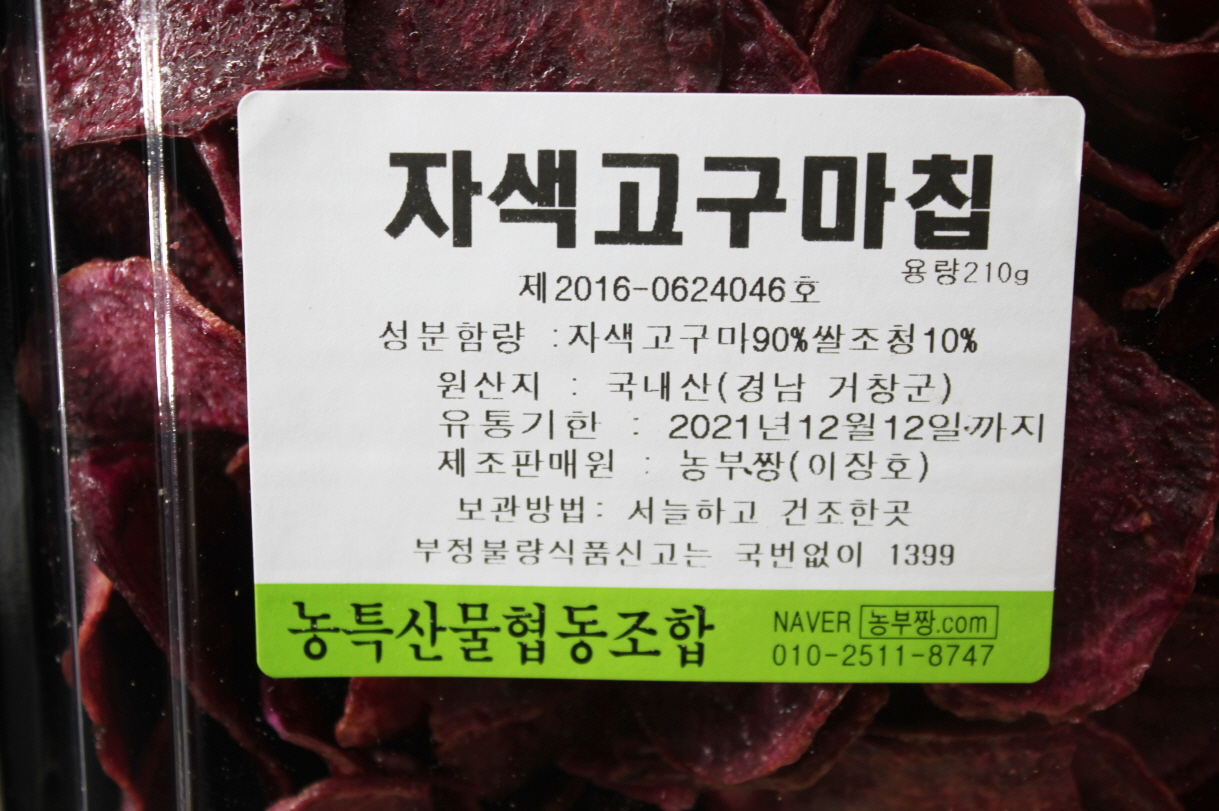 자색고구마칩
용량210g
제2016-0624046호
성분함량 :자색고구마90%쌀조청10%
원산지 : 국내산(경남 거창군)
유통기한 : 2021년12월12일까지
제조판매원 : 농부짱(이장호)
보관방법: 서늘하고 건조한곳
부정불량식품신고는 국번없이 1399
농특산물협동조합
NAVER 농부짱.com
010-2511-8747